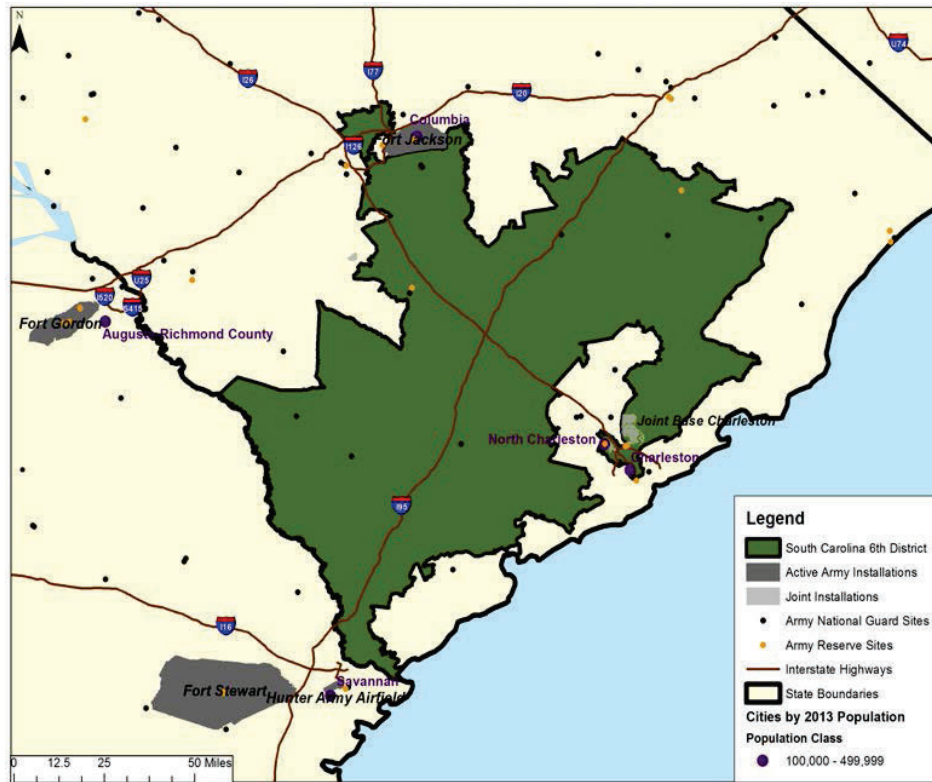 N
U74
I26
I77
I20
Columbia
Fort Jackson
I126
U25
I520
S415
Fort Gordon
Augusta-Richmond County
Joint Base Charleston
North Charleston
Charleston
I95
I16
Savannah
Fort Stewart
Hunter Army Airfield
0 12.5 25 50 Miles
Legend
South Carolina 6th District
Active Army Installations
Joint Installations
Army National Guard Sites
Army Reserve Sites
Interstate Highways
State Boundaries
Cities by 2013 Population
Population Class
100,000 - 499,999